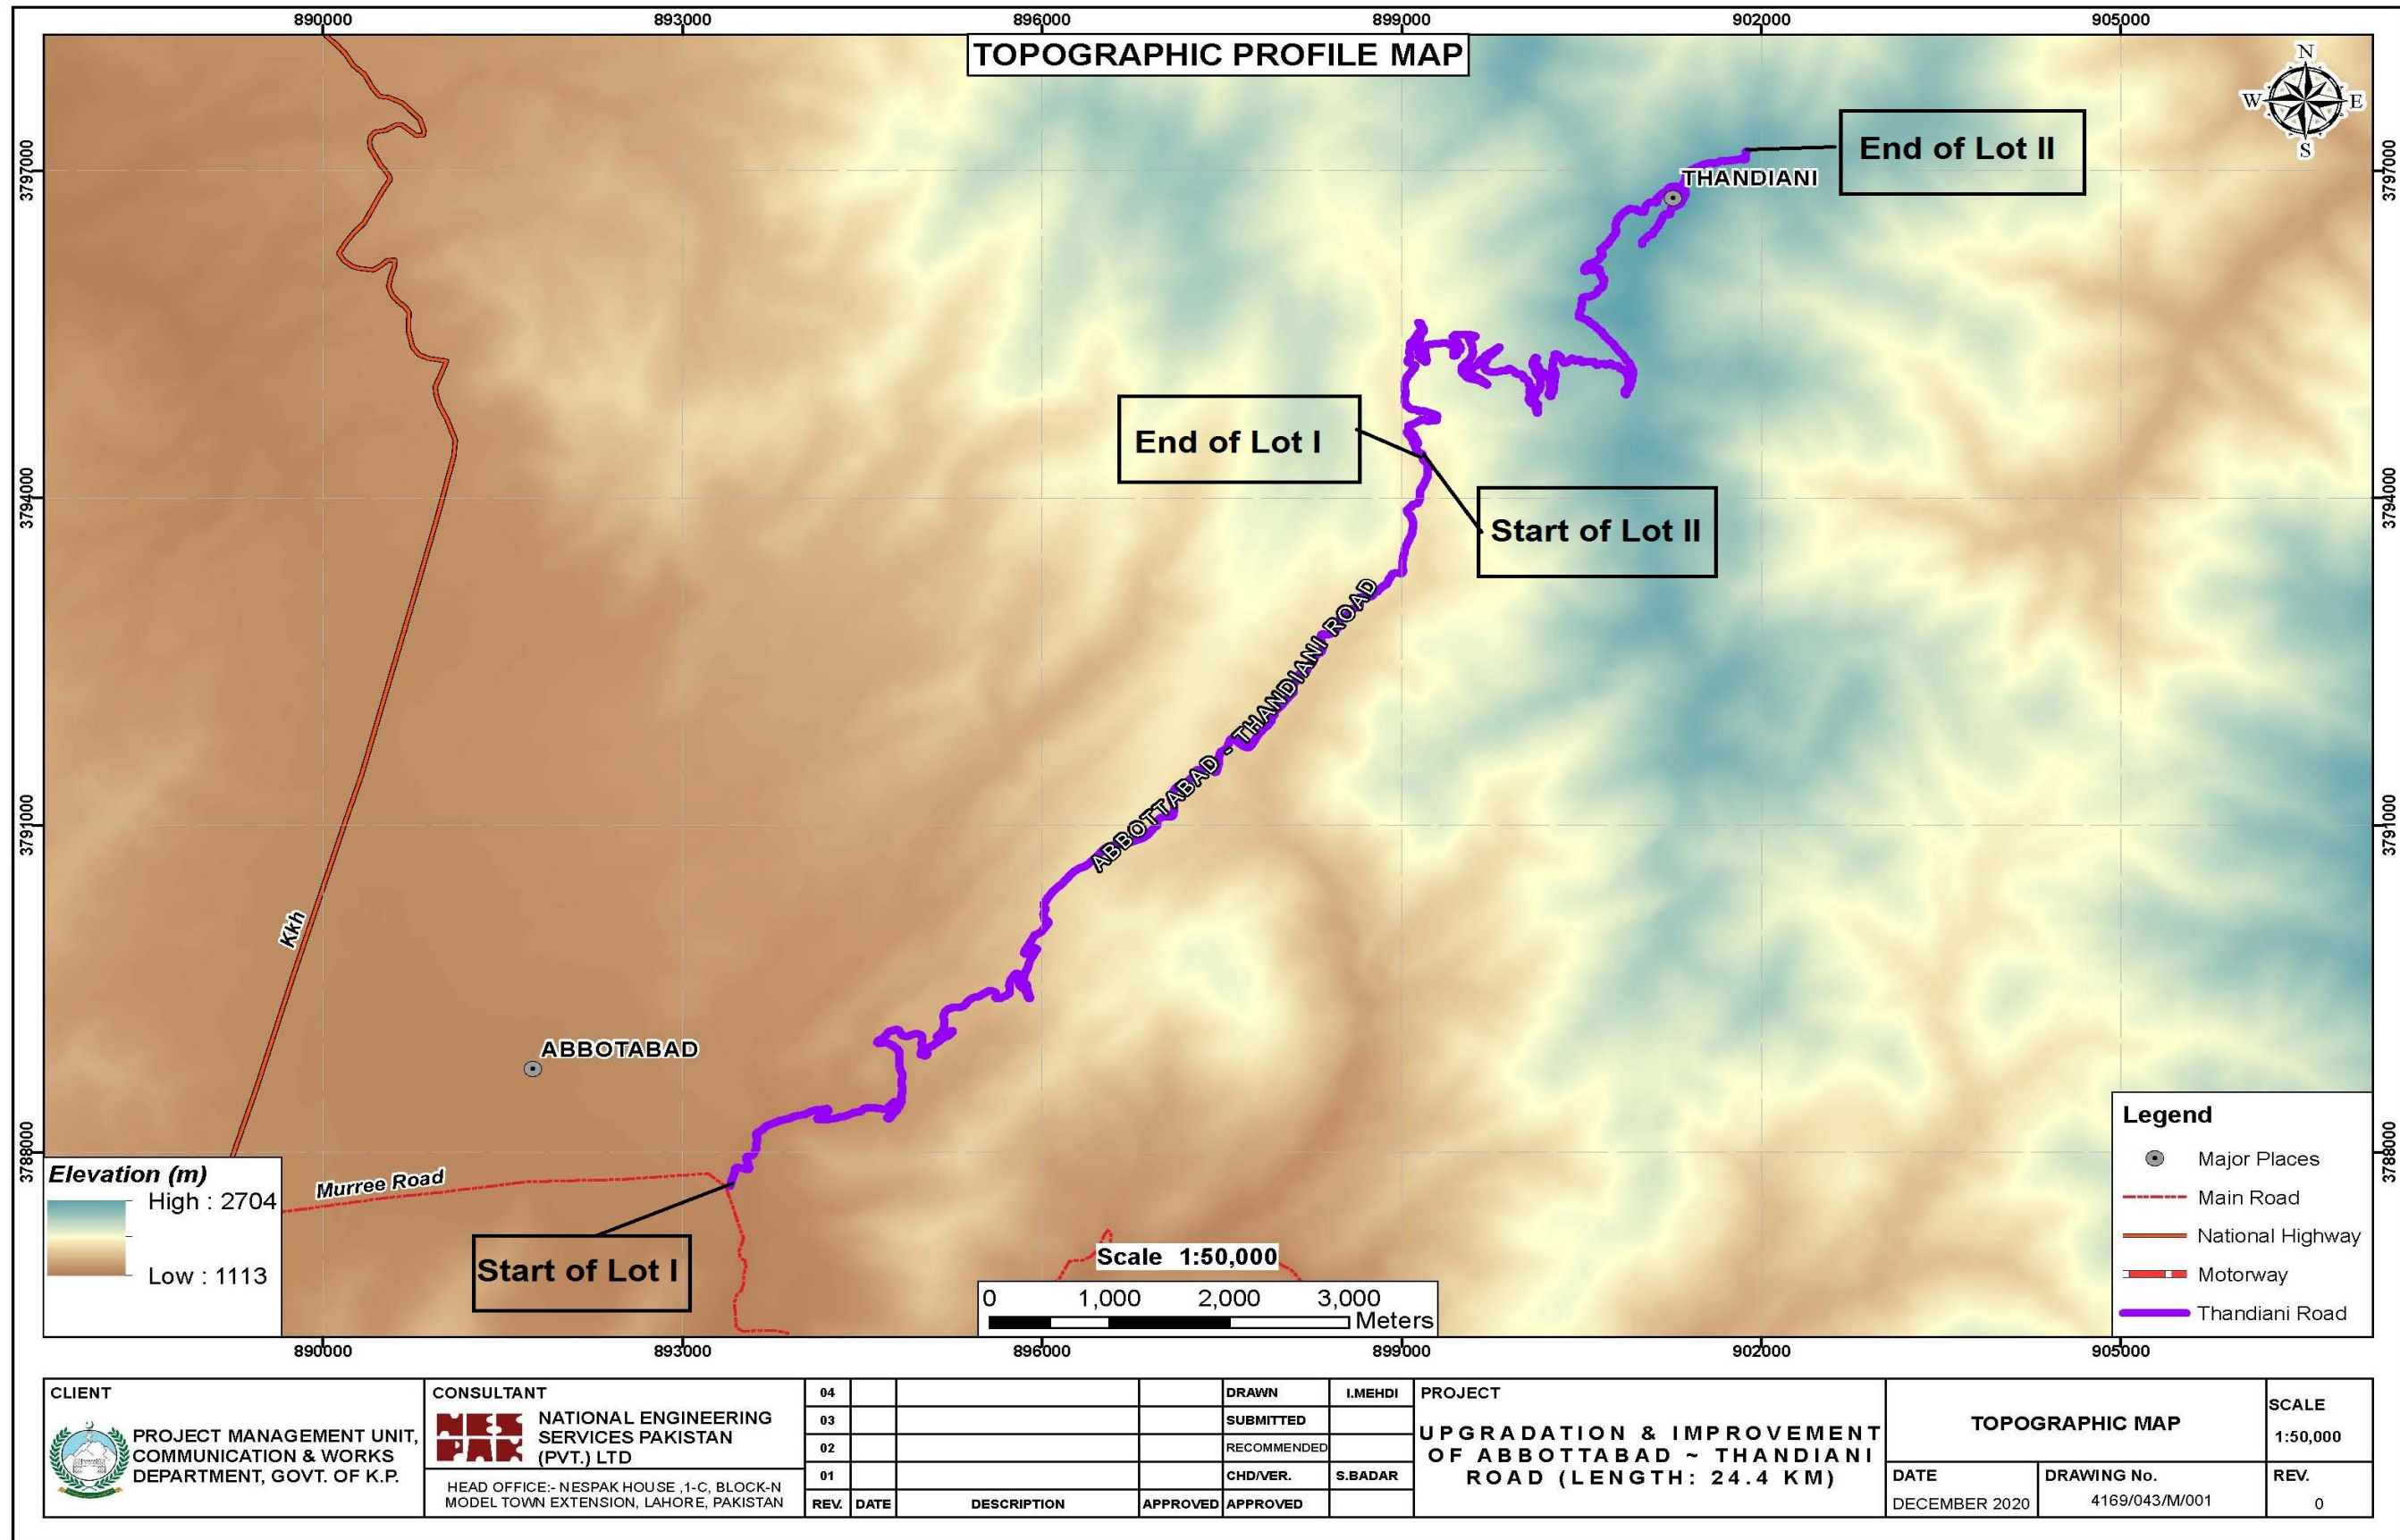 890000 893000 896000 899000 902000 905000
TOPOGRAPHIC PROFILE MAP
N
W E
S
3797000
3797000
End of Lot II
THANDIANI
End of Lot I
3794000
3794000
Start of Lot II
ABBOTTABAD - THANDIANI ROAD
3791000
3791000
Kkh
ABBOTABAD
3788000
3788000
Murree Road
Start of Lot I
Elevation (m)
High : 2704
Low : 1113
Scale 1:50,000
0 1,000 2,000 3,000
Meters
Legend
Major Places
Main Road
National Highway
Motorway
Thandiani Road
890000 893000 896000 899000 902000 905000
CLIENT
PROJECT MANAGEMENT UNIT,
COMMUNICATION & WORKS
DEPARTMENT, GOVT. OF K.P.
CONSULTANT
NES
PAK
NATIONAL ENGINEERING
SERVICES PAKISTAN
(PVT.) LTD
HEAD OFFICE:- NESPAK HOUSE ,1-C, BLOCK-N
MODEL TOWN EXTENSION, LAHORE, PAKISTAN
04 DRAWN I.MEHDI
03 SUBMITTED
02 RECOMMENDED
01 CHD/VER. S.BADAR
REV. DATE DESCRIPTION APPROVED APPROVED
PROJECT
UPGRADATION & IMPROVEMENT
OF ABBOTTABAD ~ THANDIANI
ROAD (LENGTH: 24.4 KM)
TOPOGRAPHIC MAP
SCALE
1:50,000
DATE
DECEMBER 2020
DRAWING No.
4169/043/M/001
REV.
0